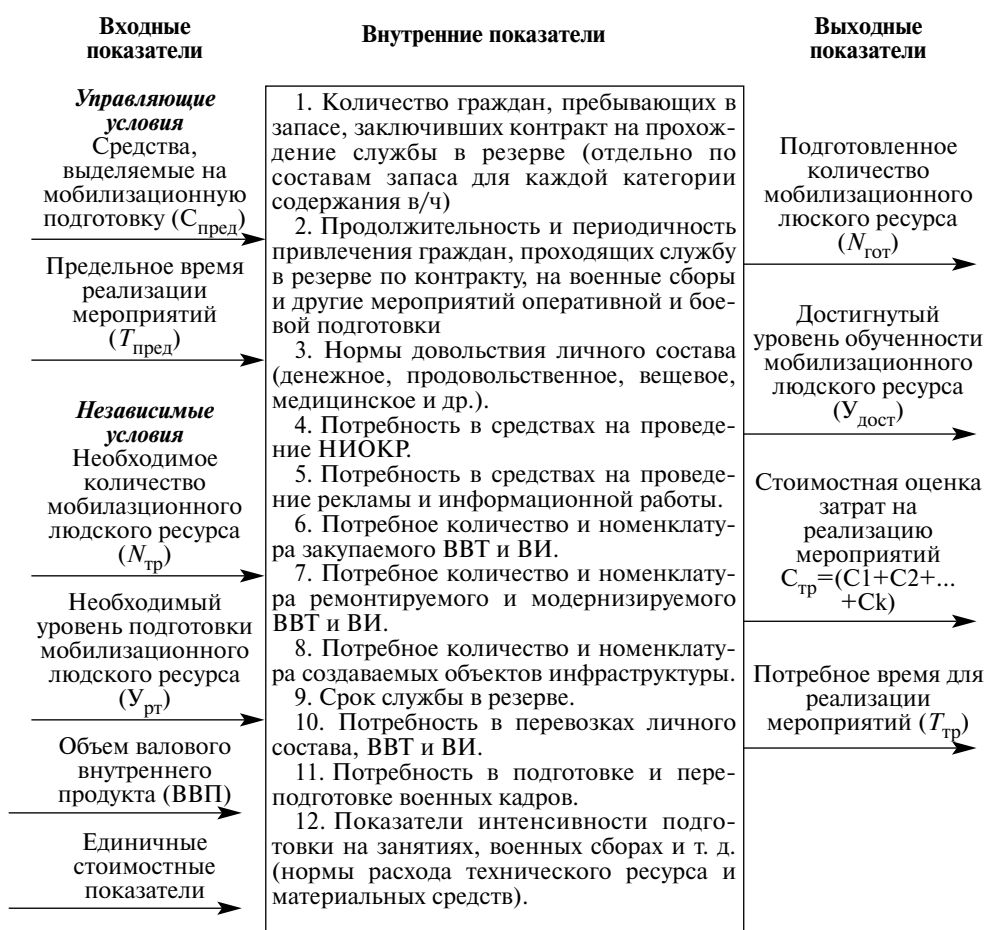 Входные
показатели
Управляющие
условия
Средства,
выделяемые на
мобилизационную
подготовку (Спред)
Предельное время
реализации
мероприятий
(Tпред)
Независимые
условия
Необходимое
количество
мобилазционного
людского ресурса
(Nтр)
Необходимый
уровень подготовки
мобилизационного
людского ресурса
(Урт)
Объем валового
внутреннего
продукта (ВВП)
Единичные
стоимостные
показатели
Внутренние показатели
1. Количество граждан, пребывающих в
запасе, заключивших контракт на прохож-
дение службы в резерве (отдельно по
составам запаса для каждой категории
содержания в/ч)
2. Продолжительность и периодичность
привлечения граждан, проходящих службу
в резерве по контракту, на военные сборы
и другие мероприятий оперативной и бое-
вой подготовки
3. Нормы довольствия личного состава
(денежное, продовольственное, вещевое,
медицинское и др.).
4. Потребность в средствах на проведе-
ние НИОКР.
5. Потребность в средствах на проведе-
ние рекламы и информационной работы.
6. Потребное количество и номенклату-
ра закупаемого ВВТ и ВИ.
7. Потребное количество и номенклату-
ра ремонтируемого и модернизируемого
ВВТ и ВИ.
8. Потребное количество и номенклату-
ра создаваемых объектов инфраструктуры.
9. Срок службы в резерве.
10. Потребность в перевозках личного
состава, ВВТ и ВИ.
11. Потребность в подготовке и пере-
подготовке военных кадров.
12. Показатели интенсивности подго-
товки на занятиях, военных сборах и т. д.
(нормы расхода технического ресурса и
материальных средств).
Выходные
показатели
Подготовленное
количество
мобилизационного
люского ресурса
(Nгот)
Достигнутый
уровень обученности
мобилизационного
людского ресурса
(Удост)
Стоимостная оценка
затрат на
реализацию
мероприятий
Стр=(С1+С2+...
+Ck)
Потребное время для
реализации
мероприятий (Tтр)